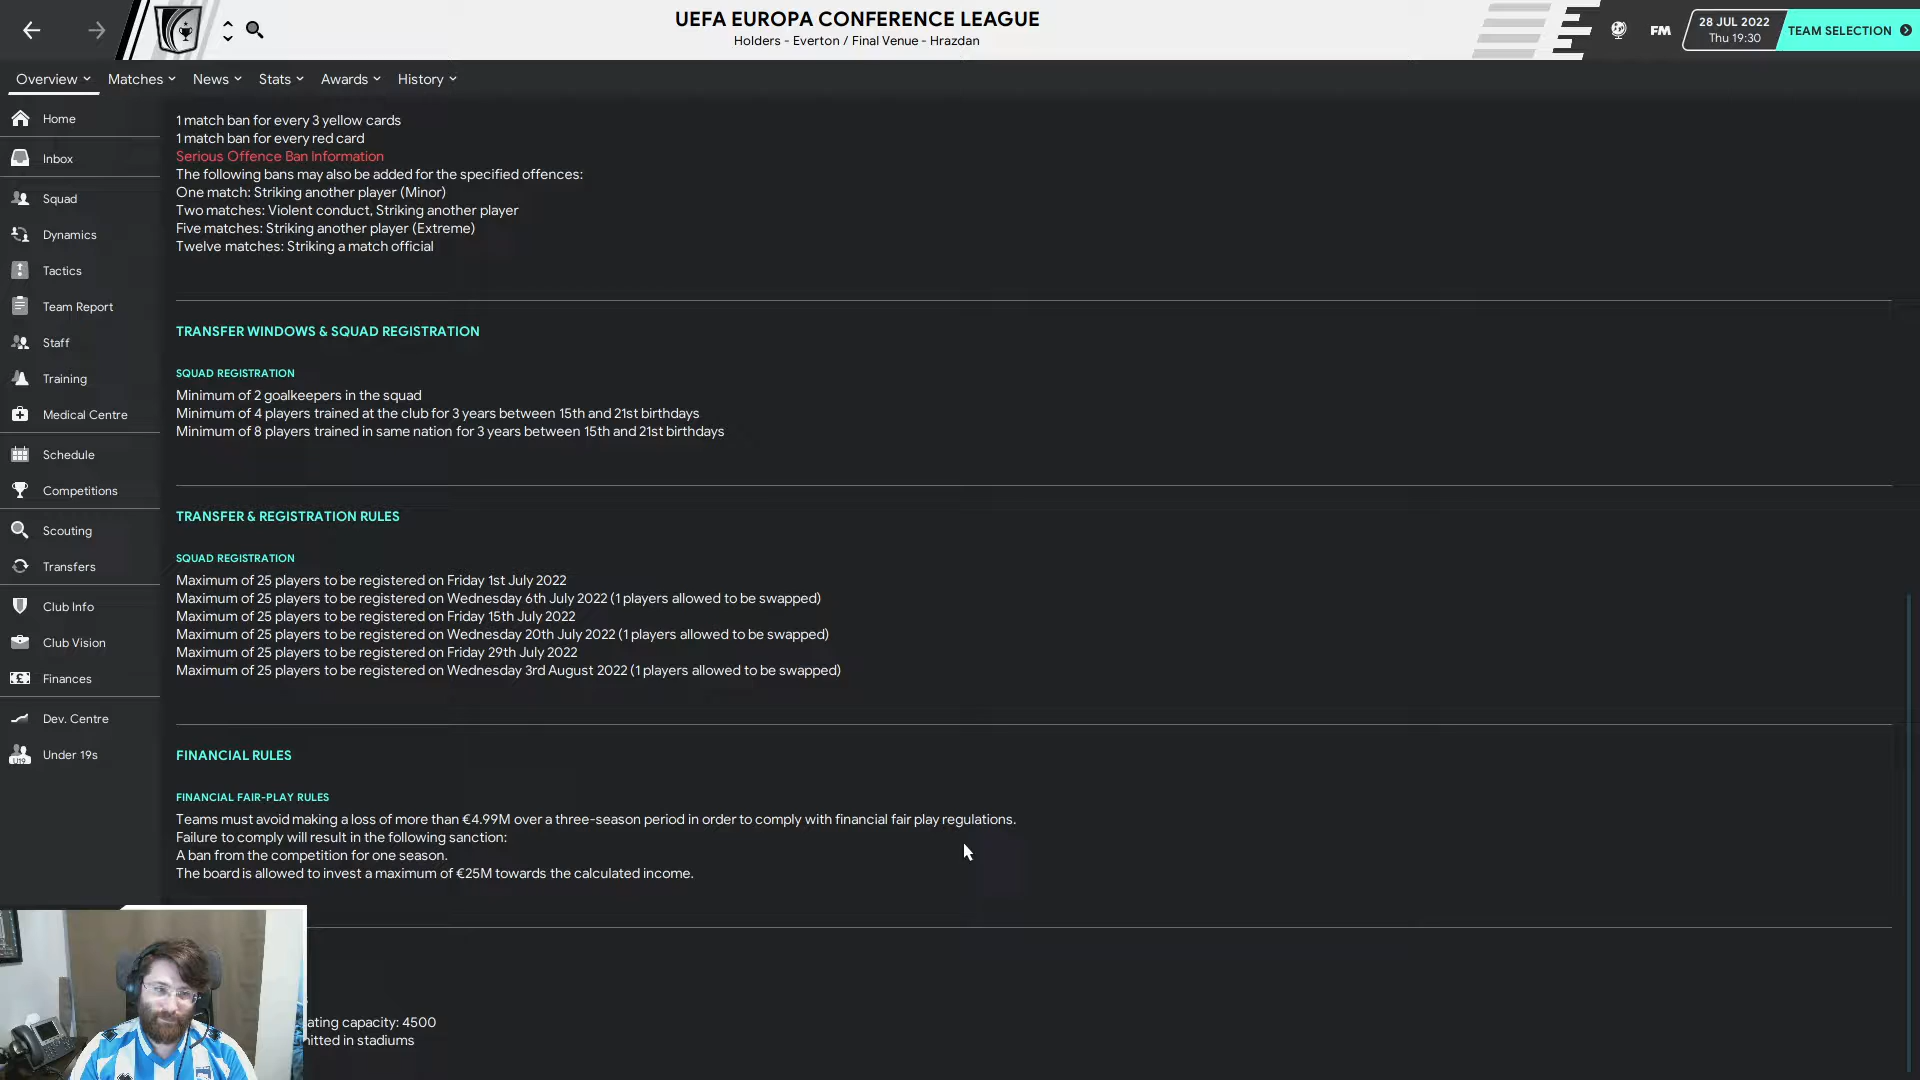 UEFA EUROPA CONFERENCE LEAGUE
Holders - Everton / Final Venue - Hrazdan
FM
28 JUL 2022
Thu 19:30
TEAM SELECTION
Overview
Matches
News
Stats
Awards
History
Home
Inbox
Squad
Dynamics
Tactics
Team Report
Staff
Training
Medical Centre
Schedule
Competitions
Scouting
Transfers
Club Info
Club Vision
Finances
Dev. Centre
U19
Under 19s
1 match ban for every 3 yellow cards
1 match ban for every red card
Serious Offence Ban Information
The following bans may also be added for the specified offences:
One match: Striking another player (Minor)
Two matches: Violent conduct, Striking another player
Five matches: Striking another player (Extreme)
Twelve matches: Striking a match official
TRANSFER WINDOWS & SQUAD REGISTRATION
SQUAD REGISTRATION
Minimum of 2 goalkeepers in the squad
Minimum of 4 players trained at the club for 3 years between 15th and 21st birthdays
Minimum of 8 players trained in same nation for 3 years between 15th and 21st birthdays
TRANSFER & REGISTRATION RULES
SQUAD REGISTRATION
Maximum of 25 players to be registered on Friday 1st July 2022
Maximum of 25 players to be registered on Wednesday 6th July 2022 (1 players allowed to be swapped)
Maximum of 25 players to be registered on Friday 15th July 2022
Maximum of 25 players to be registered on Wednesday 20th July 2022 (1 players allowed to be swapped)
Maximum of 25 players to be registered on Friday 29th July 2022
Maximum of 25 players to be registered on Wednesday 3rd August 2022 (1 players allowed to be swapped)
FINANCIAL RULES
FINANCIAL FAIR-PLAY RULES
Teams must avoid making a loss of more than €4.99M over a three-season period in order to comply with financial fair play regulations.
Failure to comply will result in the following sanction:
A ban from the competition for one season.
The board is allowed to invest a maximum of €25M towards the calculated income.
ating capacity: 4500
itted in stadiums